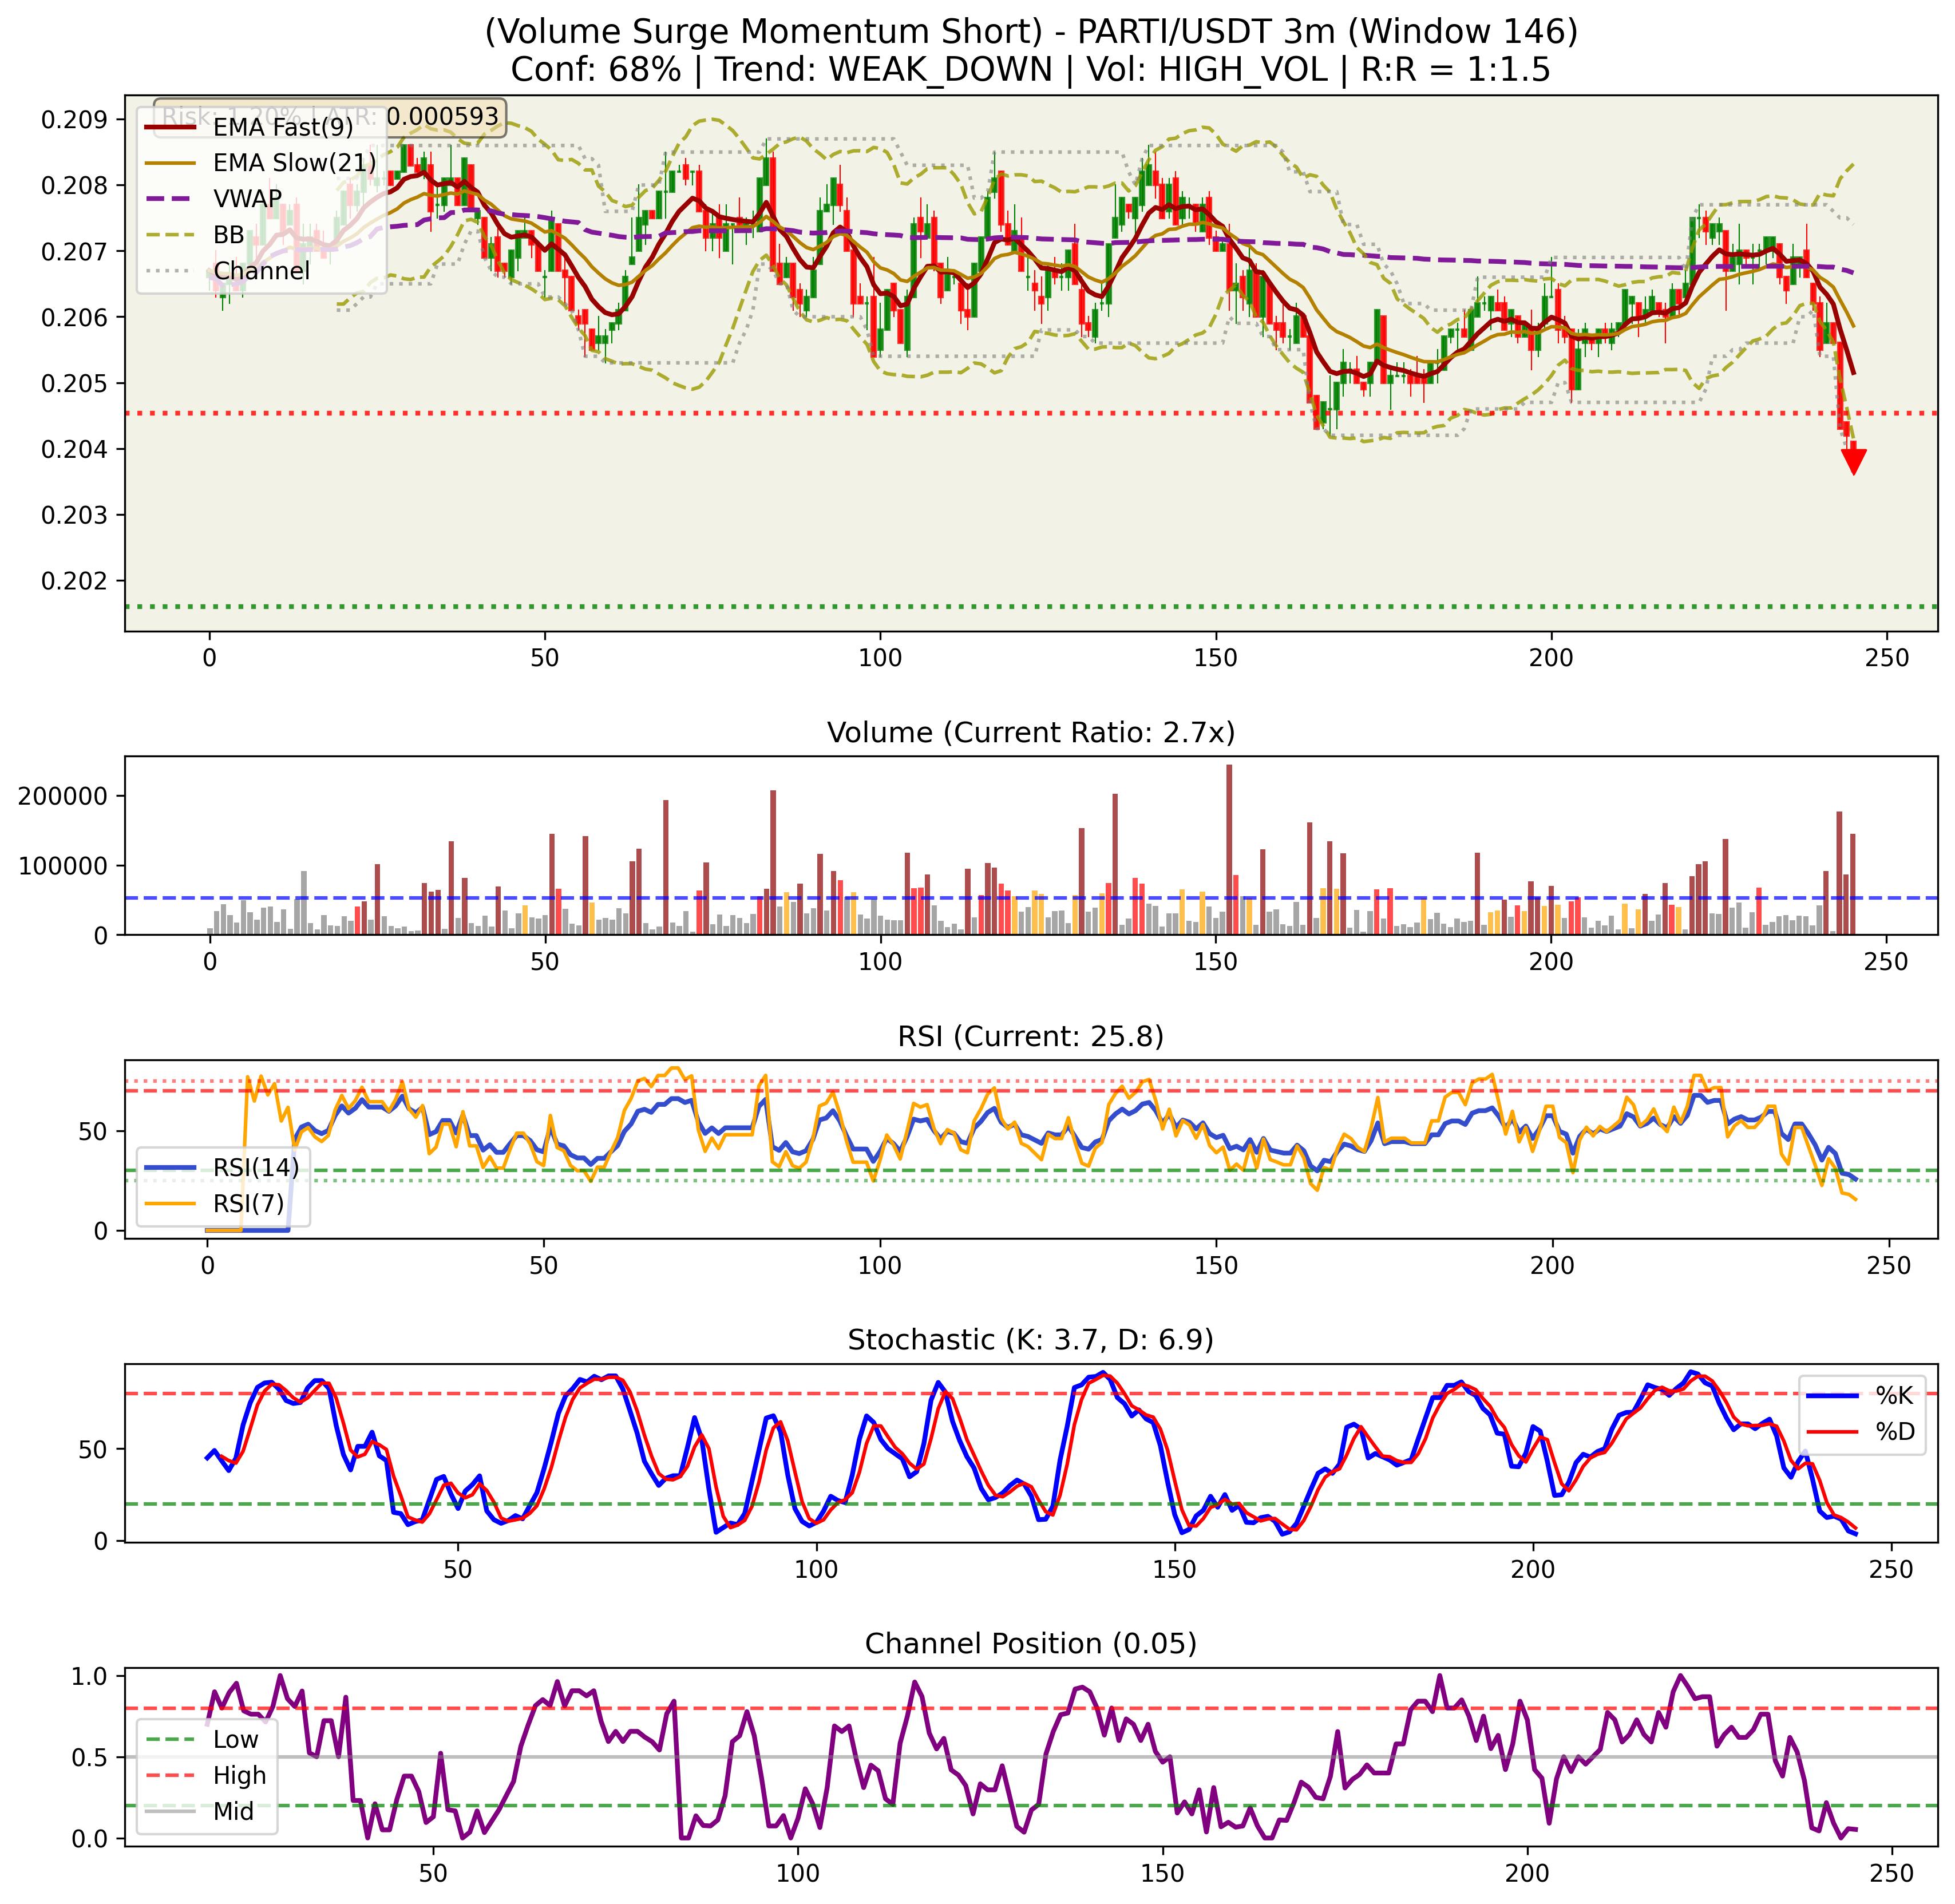 (Volume Surge Momentum Short) - PARTI/USDT 3m (Window 146)
Conf: 68% | Trend: WEAK_DOWN | Vol: HIGH_VOL | R:R = 1:1.5
Risk: 1.20% | ATR: 0.000593
EMA Fast(9)
EMA Slow(21)
VWAP
BB
Channel
0.209
0.208
0.207
0.206
0.205
0.204
0.203
0.202
0 50 100 150 200 250
Volume (Current Ratio: 2.7x)
200000
100000
0
0 50 100 150 200 250
RSI (Current: 25.8)
50
0
RSI(14)
RSI(7)
0 50 100 150 200 250
Stochastic (K: 3.7, D: 6.9)
%K
%D
50
0
50 100 150 200 250
Channel Position (0.05)
1.0
0.5
0.0
Low
High
Mid
50 100 150 200 250